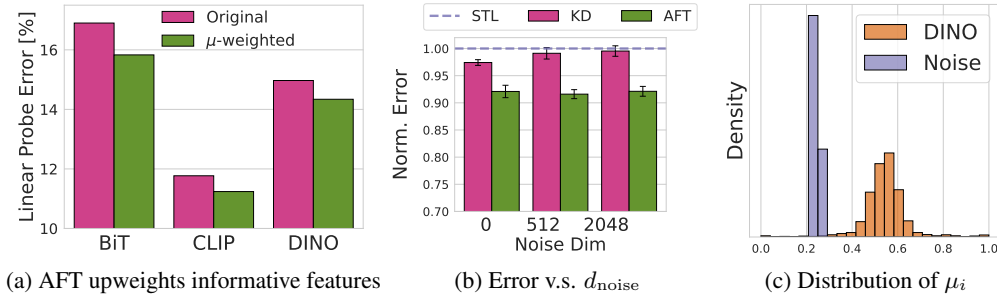 Linear Probe Error [%]
16
14
12
10
Original
μ-weighted
BiT CLIP DINO
(a) AFT upweights informative features
STL KD AFT
Norm. Error
1.00
0.95
0.90
0.85
0.80
0.75
0.70
0 512 2048
Noise Dim
(b) Error v.s. d_noise
Density
DINO
Noise
0.0 0.2 0.4 0.6 0.8 1.0
(c) Distribution of μ_i